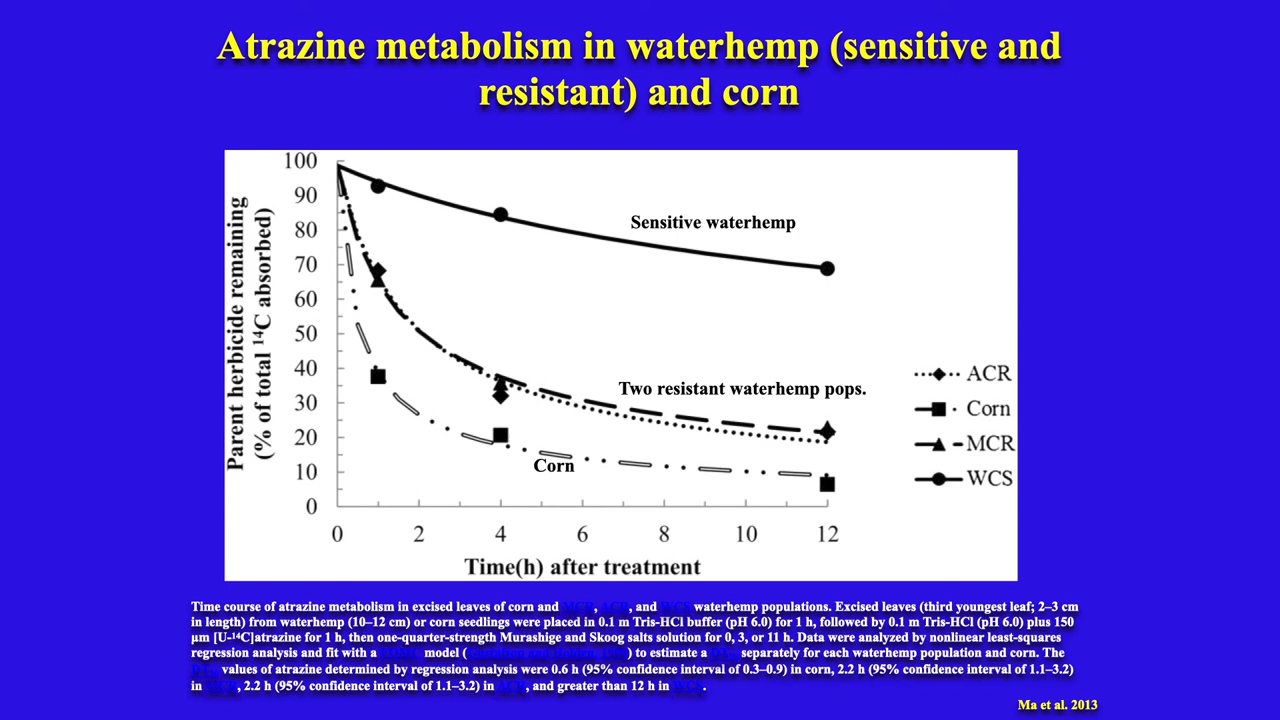 Atrazine metabolism in waterhemp (sensitive and
resistant) and corn
Parent herbicide remaining
(% of total ¹⁴C absorbed)
100
90
80
70
60
50
40
30
20
10
0
Sensitive waterhemp
Two resistant waterhemp pops.
Corn
ACR
Corn
MCR
WCS
0 2 4 6 8 10 12
Time(h) after treatment
Time course of atrazine metabolism in excised leaves of corn and MCR, ACR, and WCS waterhemp populations. Excised leaves (third youngest leaf; 2–3 cm
in length) from waterhemp (10–12 cm) or corn seedlings were placed in 0.1 m Tris-HCl buffer (pH 6.0) for 1 h, followed by 0.1 m Tris-HCl (pH 6.0) plus 150
µm [U-¹⁴C]atrazine for 1 h, then one-quarter-strength Murashige and Skoog salts solution for 0, 3, or 11 h. Data were analyzed by nonlinear least-squares
regression analysis and fit with a model ( ) to estimate a separately for each waterhemp population and corn. The
values of atrazine determined by regression analysis were 0.6 h (95% confidence interval of 0.3–0.9) in corn, 2.2 h (95% confidence interval of 1.1–3.2)
in MCR, 2.2 h (95% confidence interval of 1.1–3.2) in ACR, and greater than 12 h in WCS.
Ma et al. 2013